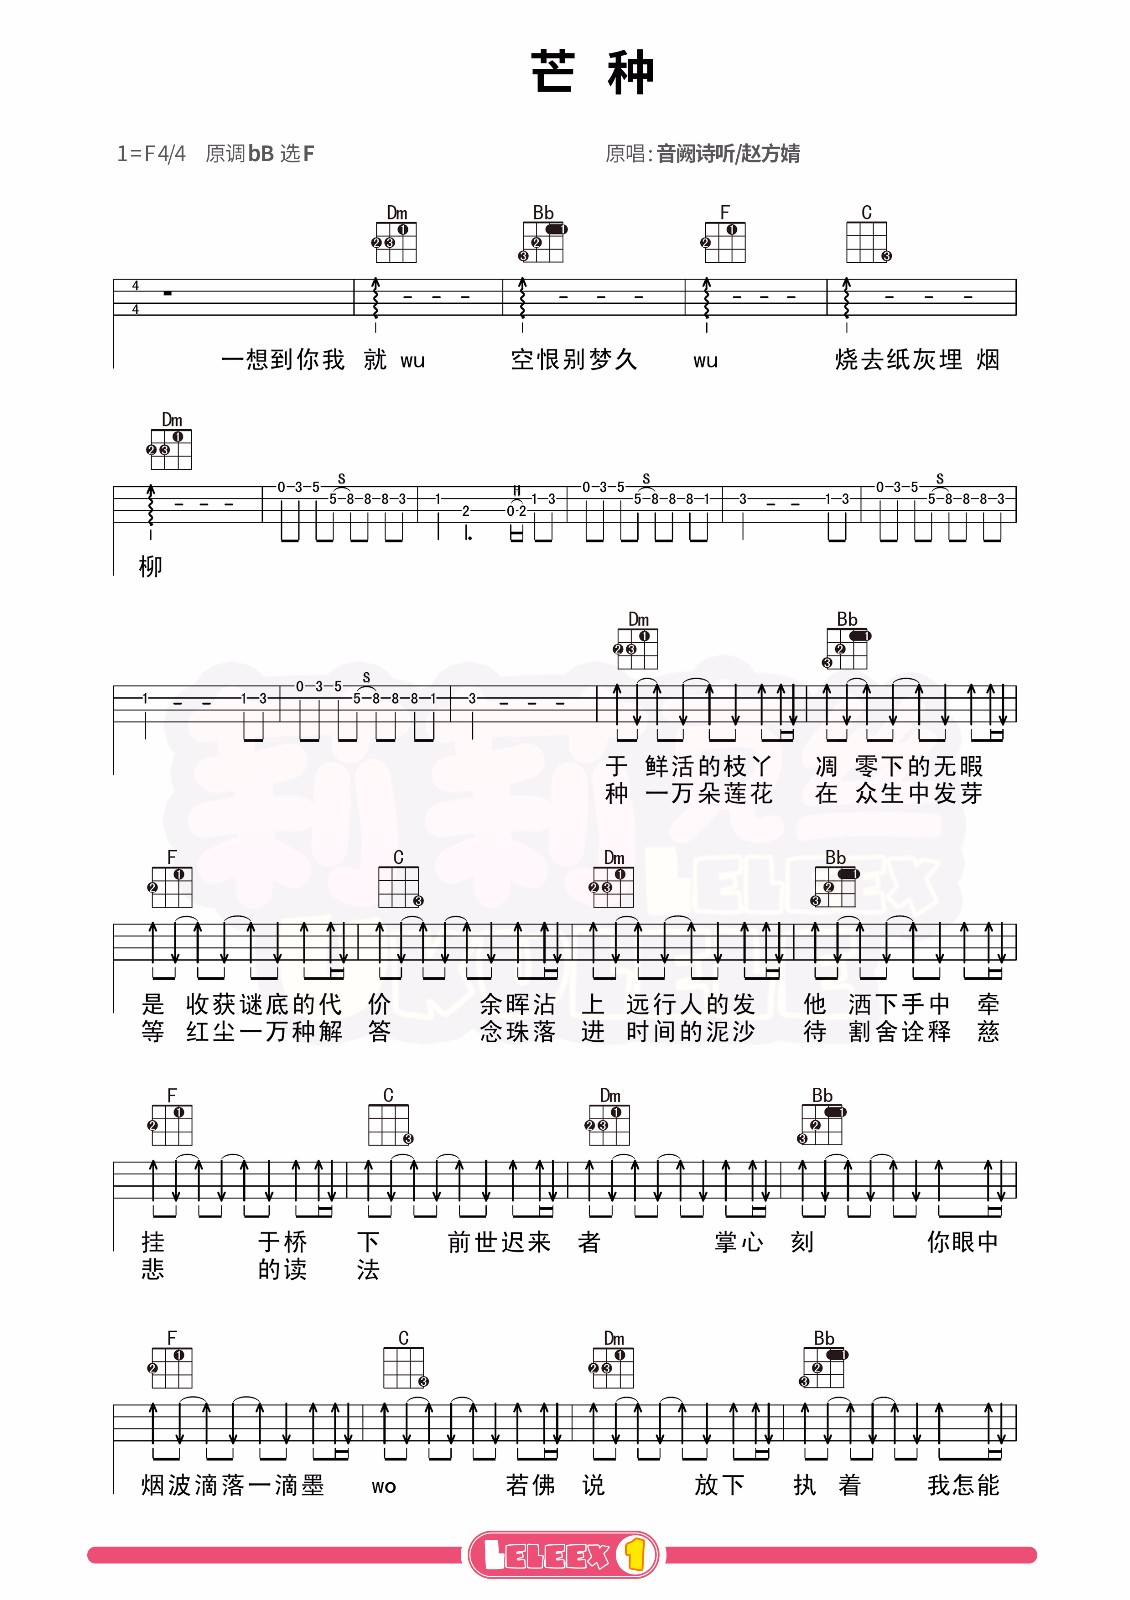 芒 种
1=F 4/4 原调bB 选F 原唱:音阙诗听/赵方婧
Dm Bb F C
4
4
一想到你我 就 wu 空恨别梦久 wu 烧去纸灰埋 烟
Dm
0 3 5 S 5 8 8 8 3 1 2 H 0 2 1 3 0 3 5 S 5 8 8 8 1 3 1 3 0 3 5 S 5 8 8 8 3
柳
Dm Bb
1 1 3 0 3 5 S 5 8 8 8 1 3
于 鲜活的枝丫 凋 零下的无暇
种 一万朵莲花 在 众生中发芽
F C Dm Bb
是 收获谜底的代 价 余晖沾 上 远行人的发 他 洒下手中 牵
等 红尘一万种解 答 念珠落 进 时间的泥沙 待 割舍诠释 慈
F C Dm Bb
挂 于桥 下 前世迟来 者 掌心 刻 你眼中
悲 的读 法
F C Dm Bb
烟波滴落一滴墨 wo 若佛 说 放下 执 着 我怎能
LELEEX 1